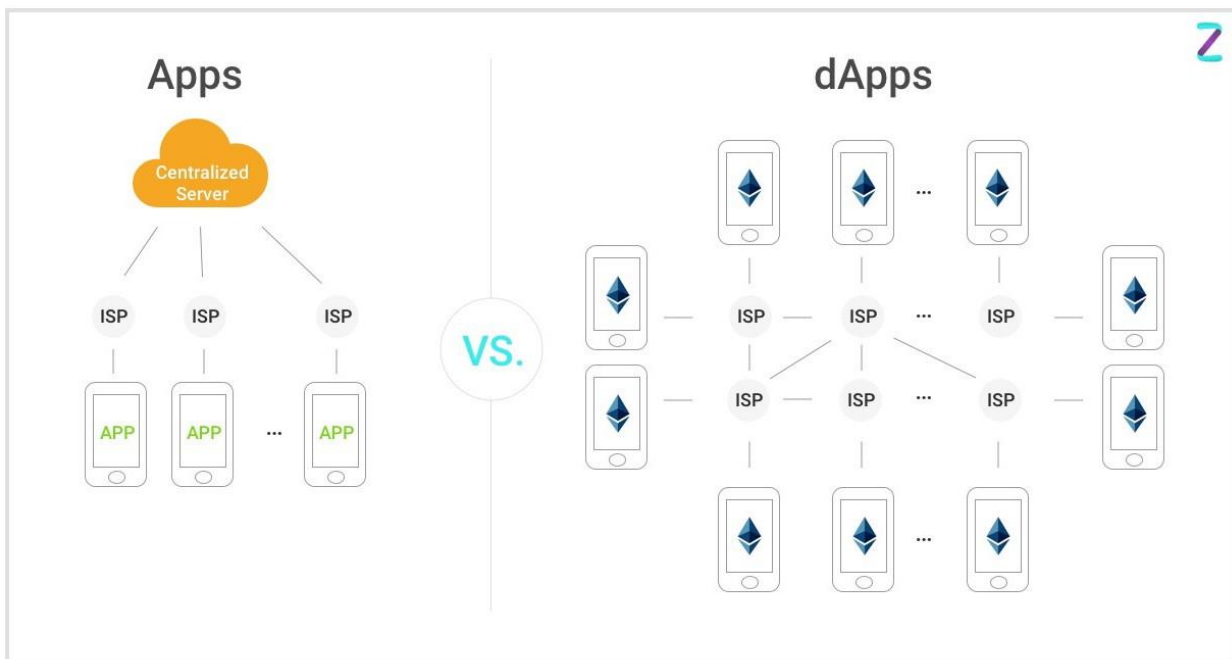 Apps
dApps
Centralized
Server
ISP
ISP
ISP
APP
APP
...
APP
VS.
...
ISP
ISP
...
ISP
ISP
ISP
...
ISP
...
Z